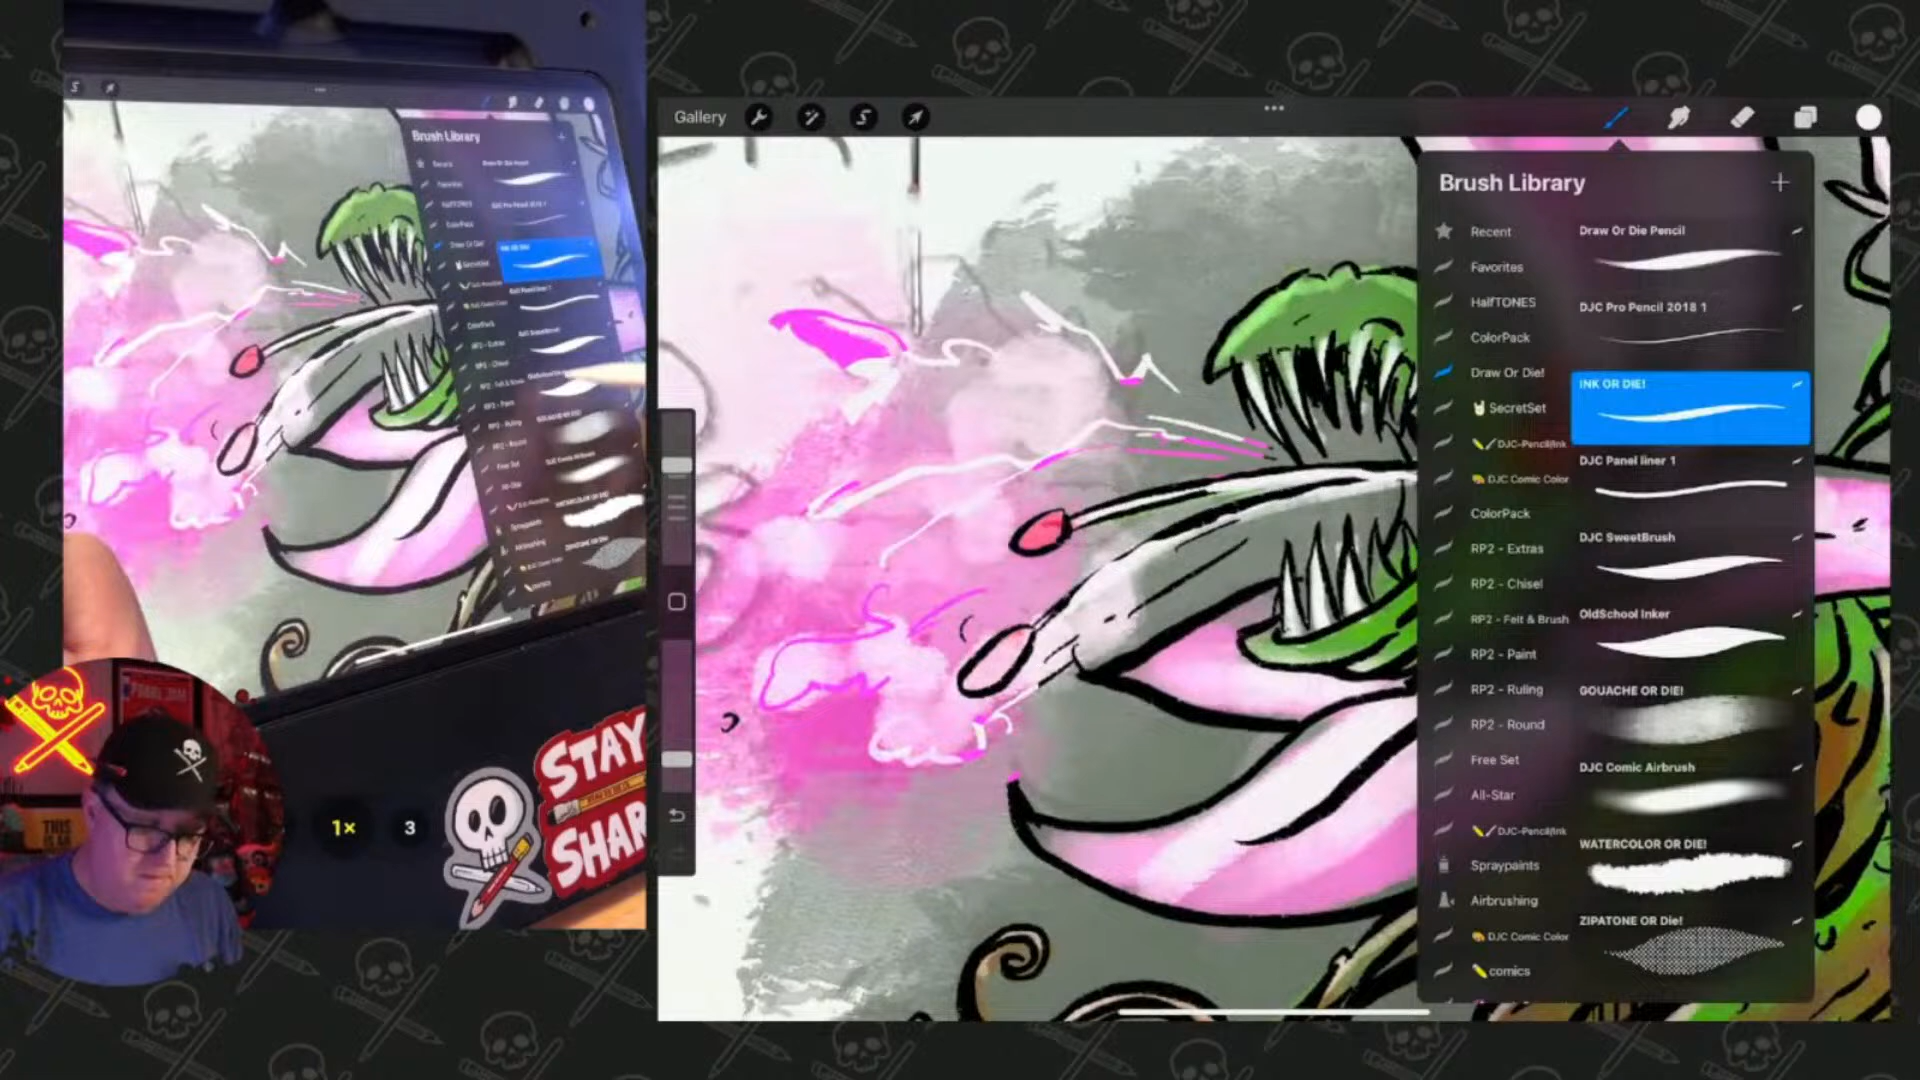 Brush Library
Gallery
Brush Library
Recent
Favorites
HalfTONES
ColorPack
Draw Or Die!
SecretSet
DJC-Pencil/Ink
DJC Comic Color
ColorPack
RP2 - Extras
RP2 - Chisel
RP2 - Felt & Brush
RP2 - Paint
RP2 - Ruling
RP2 - Round
Free Set
All-Star
DJC-Pencil/Ink
Spraypaints
Airbrushing
DJC Comic Color
comics
Draw Or Die Pencil
DJC Pro Pencil 2018 1
INK OR DIE!
DJC Panel liner 1
DJC SweetBrush
OldSchool Inker
GOUACHE OR DIE!
DJC Comic Airbrush
WATERCOLOR OR DIE!
ZIPATONE OR Die!
1×
3
STAY
SHAR
THIS